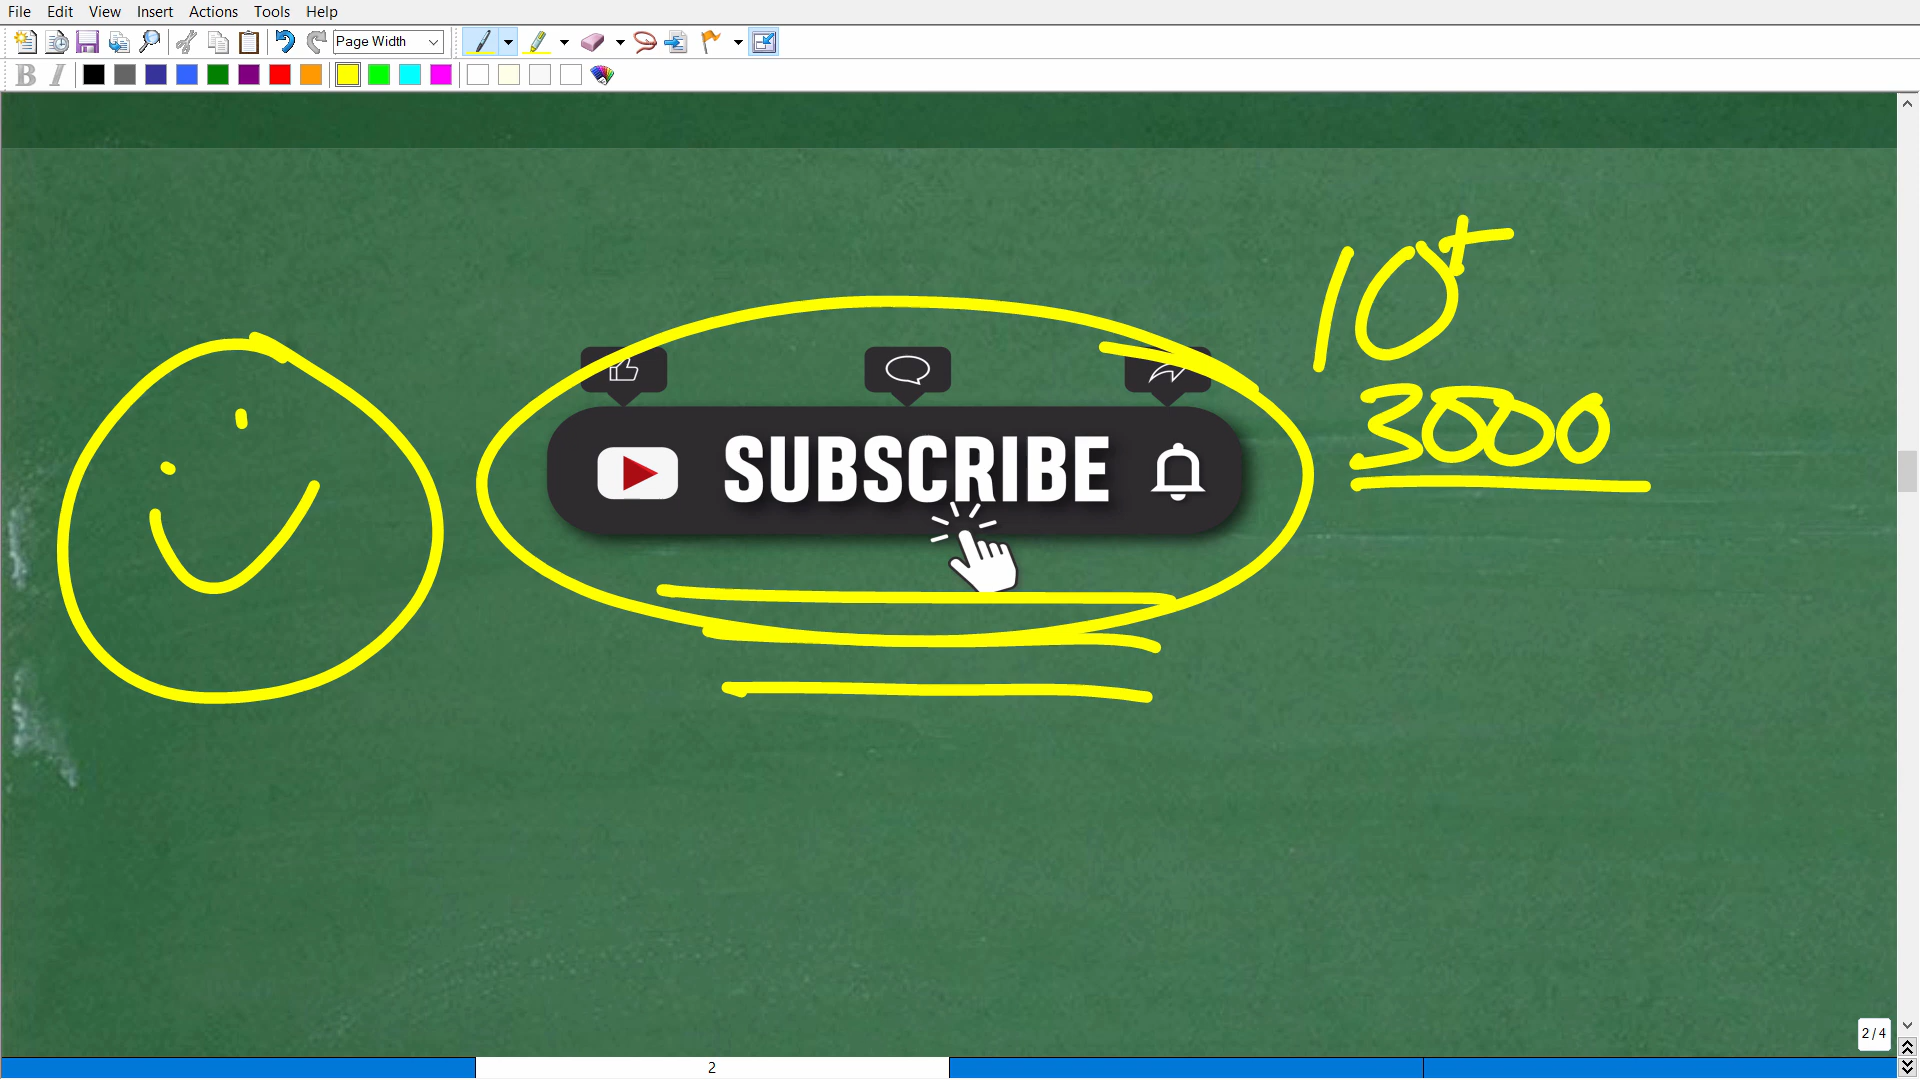 File Edit View Insert Actions Tools Help
Page Width
B I
10+
3000
SUBSCRIBE
2 / 4
2